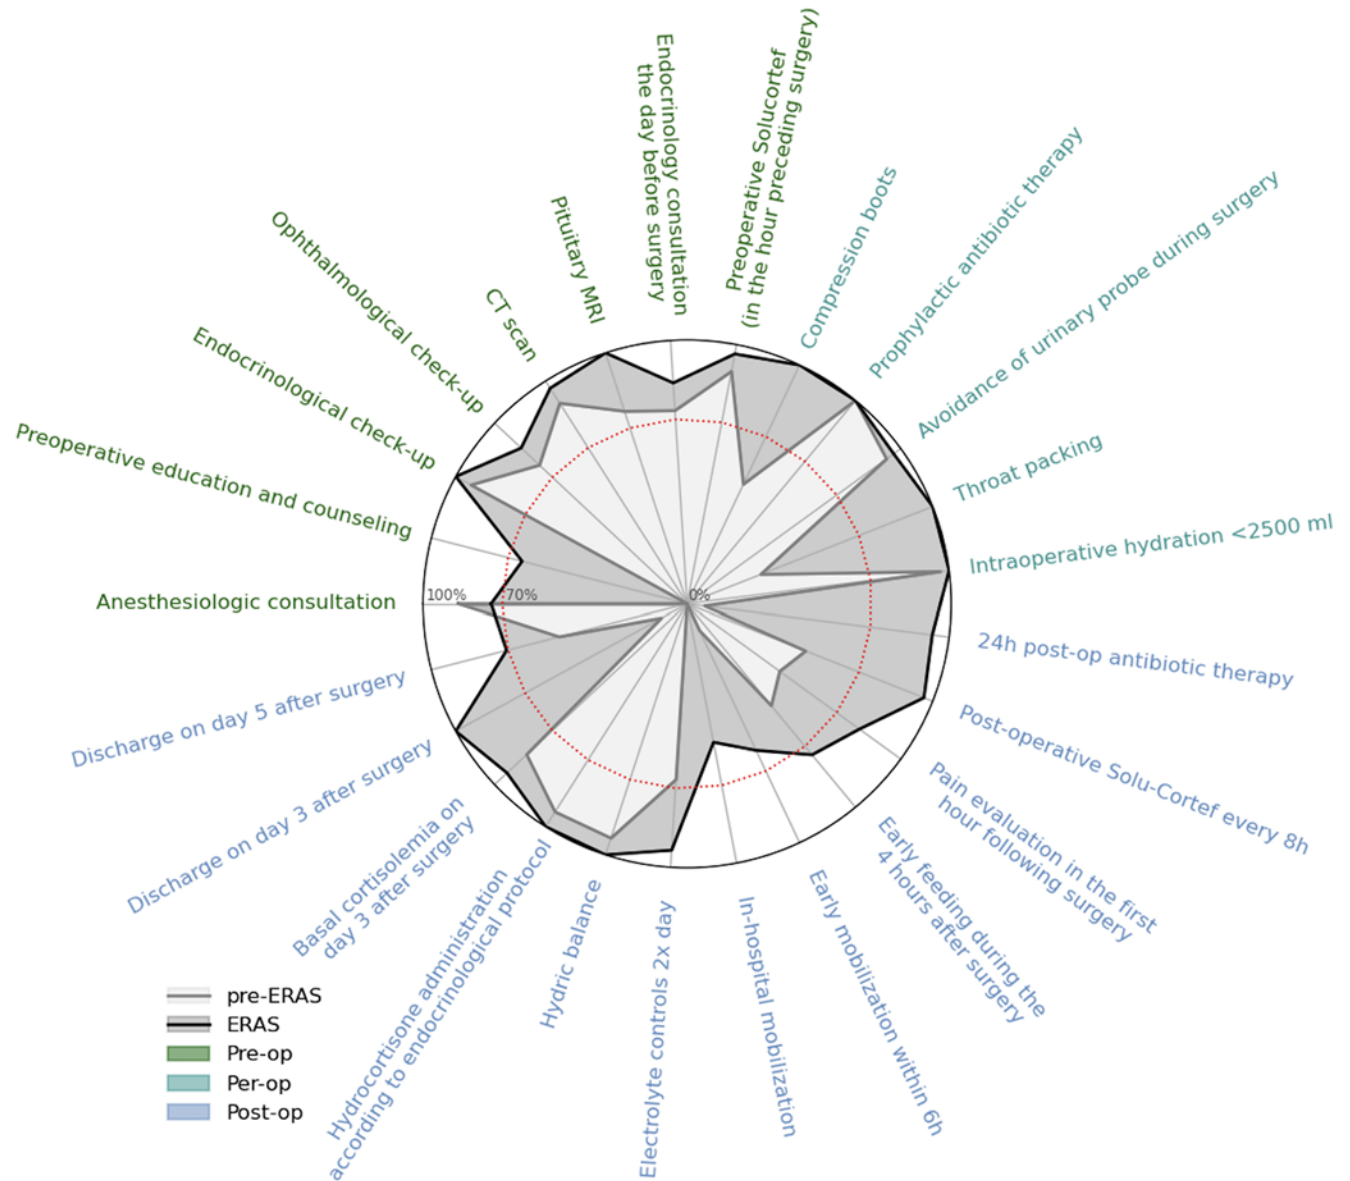 Endocrinology consultation
the day before surgery
Preoperative Solucortef
(in the hour preceding surgery)
Compression boots
Prophylactic antibiotic therapy
Avoidance of urinary probe during surgery
Throat packing
Intraoperative hydration <2500 ml
24h post-op antibiotic therapy
Post-operative Solu-Cortef every 8h
Pain evaluation in the first
hour following surgery
Early feeding during the
4 hours after surgery
Early mobilization within 6h
In-hospital mobilization
Electrolyte controls 2x day
Hydric balance
Hydrocortisone administration
according to endocrinological protocol
Basal cortisolemia on
day 3 after surgery
Discharge on day 3 after surgery
Discharge on day 5 after surgery
Anesthesiologic consultation
Preoperative education and counseling
Endocrinological check-up
Ophthalmological check-up
CT scan
Pituitary MRI
100%
70%
0%
pre-ERAS
ERAS
Pre-op
Per-op
Post-op